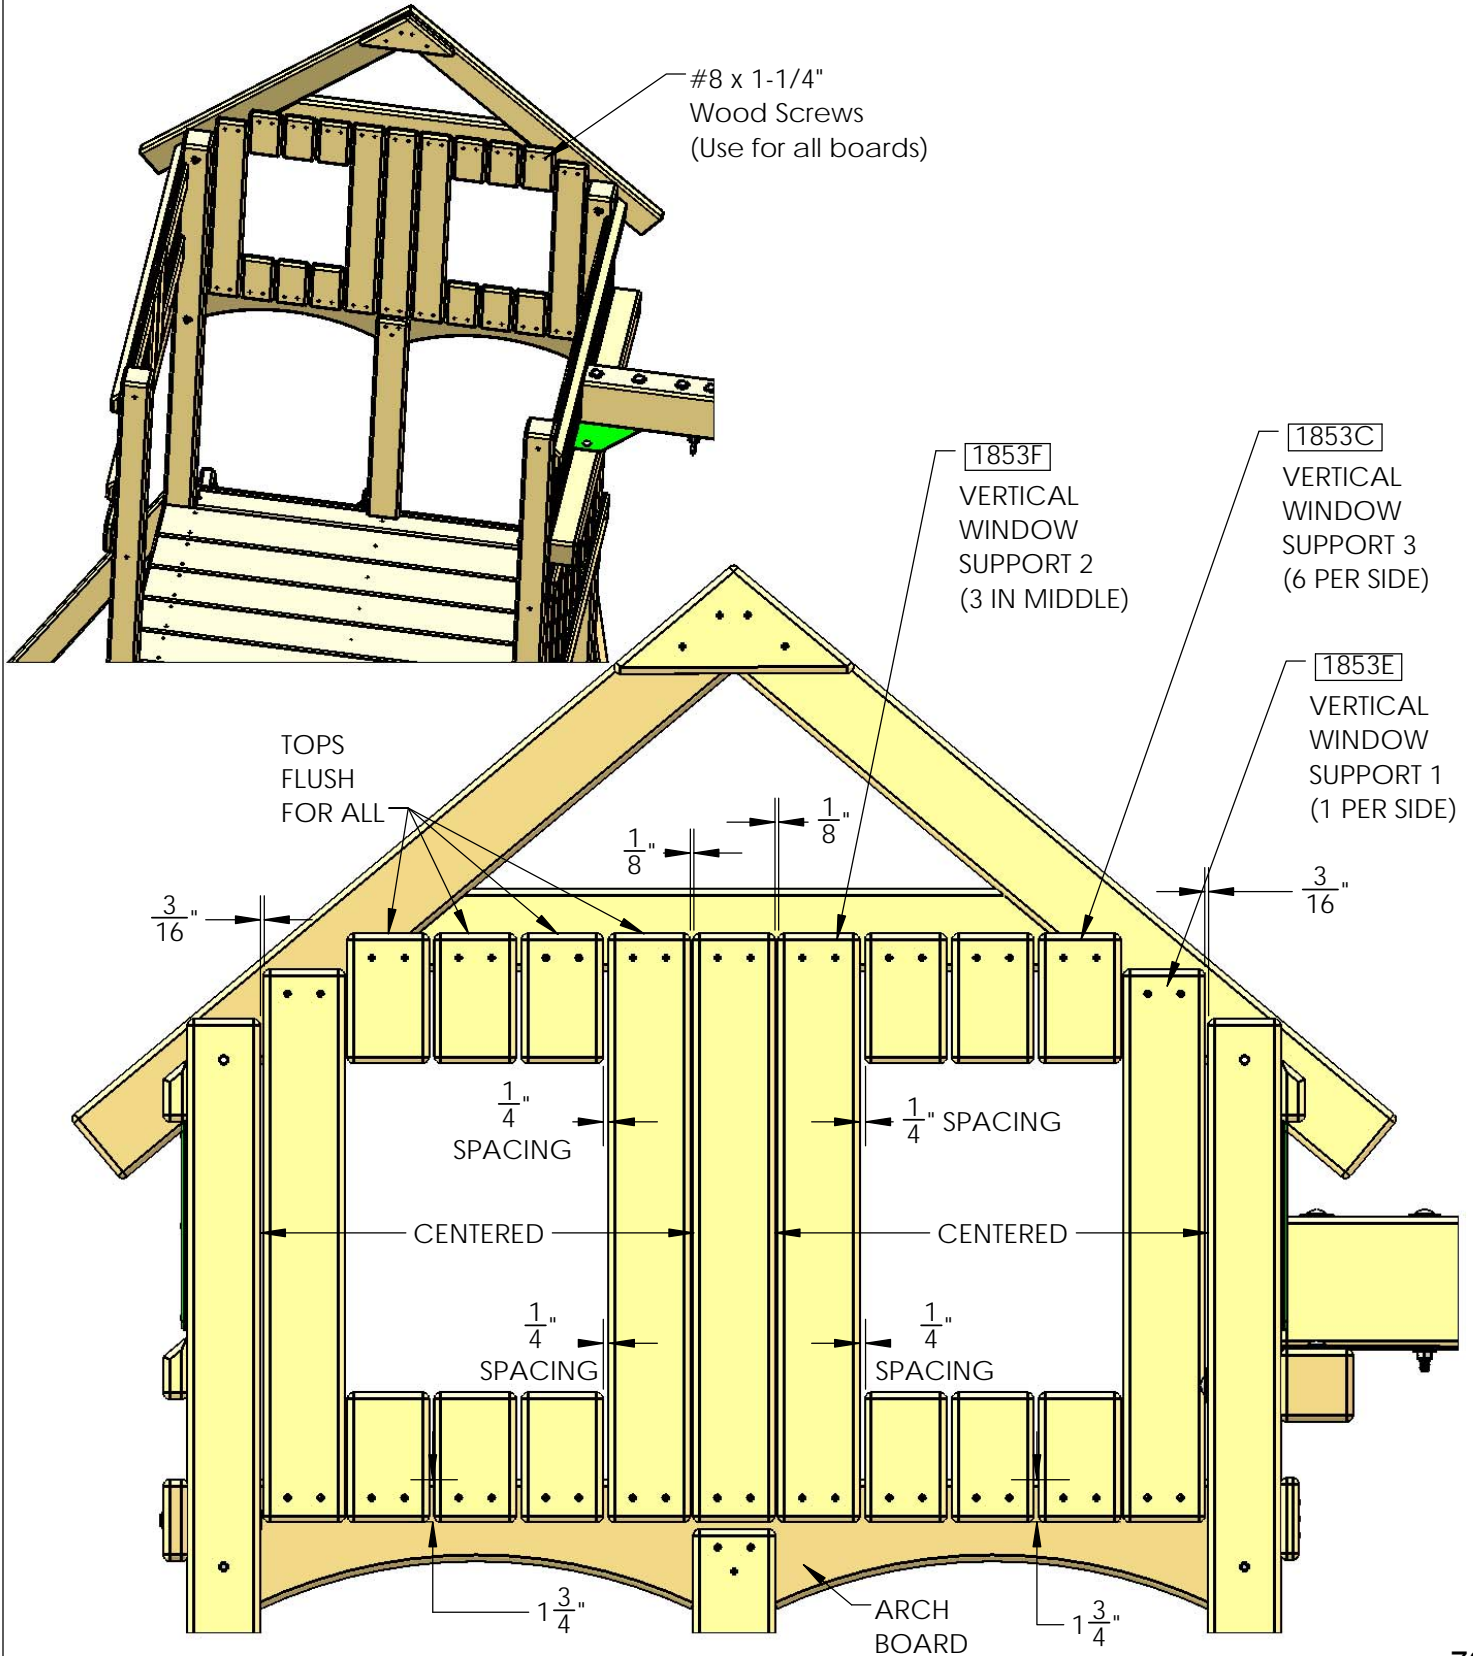 #8 x 1-1/4"
Wood Screws
(Use for all boards)
1853F
VERTICAL
WINDOW
SUPPORT 2
(3 IN MIDDLE)
1853C
VERTICAL
WINDOW
SUPPORT 3
(6 PER SIDE)
1853E
VERTICAL
WINDOW
SUPPORT 1
(1 PER SIDE)
TOPS
FLUSH
FOR ALL
1/8"
1/8"
3/16"
3/16"
1/4"
SPACING
1/4" SPACING
CENTERED
CENTERED
1/4"
SPACING
1/4"
SPACING
1 3/4"
1 3/4"
ARCH
BOARD